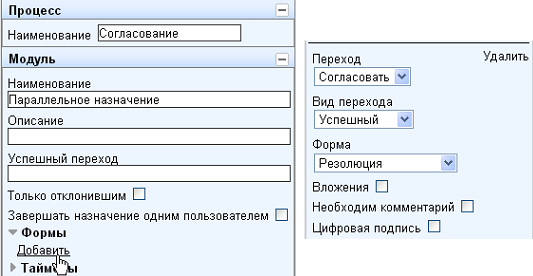 Процесс
Наименование Согласование
Модуль
Наименование
Параллельное назначение
Описание
Успешный переход
Только отклонившим
Завершать назначение одним пользователем
Формы
Добавить
Таймеры
Удалить
Переход
Согласовать
Вид перехода
Успешный
Форма
Резолюция
Вложения
Необходим комментарий
Цифровая подпись